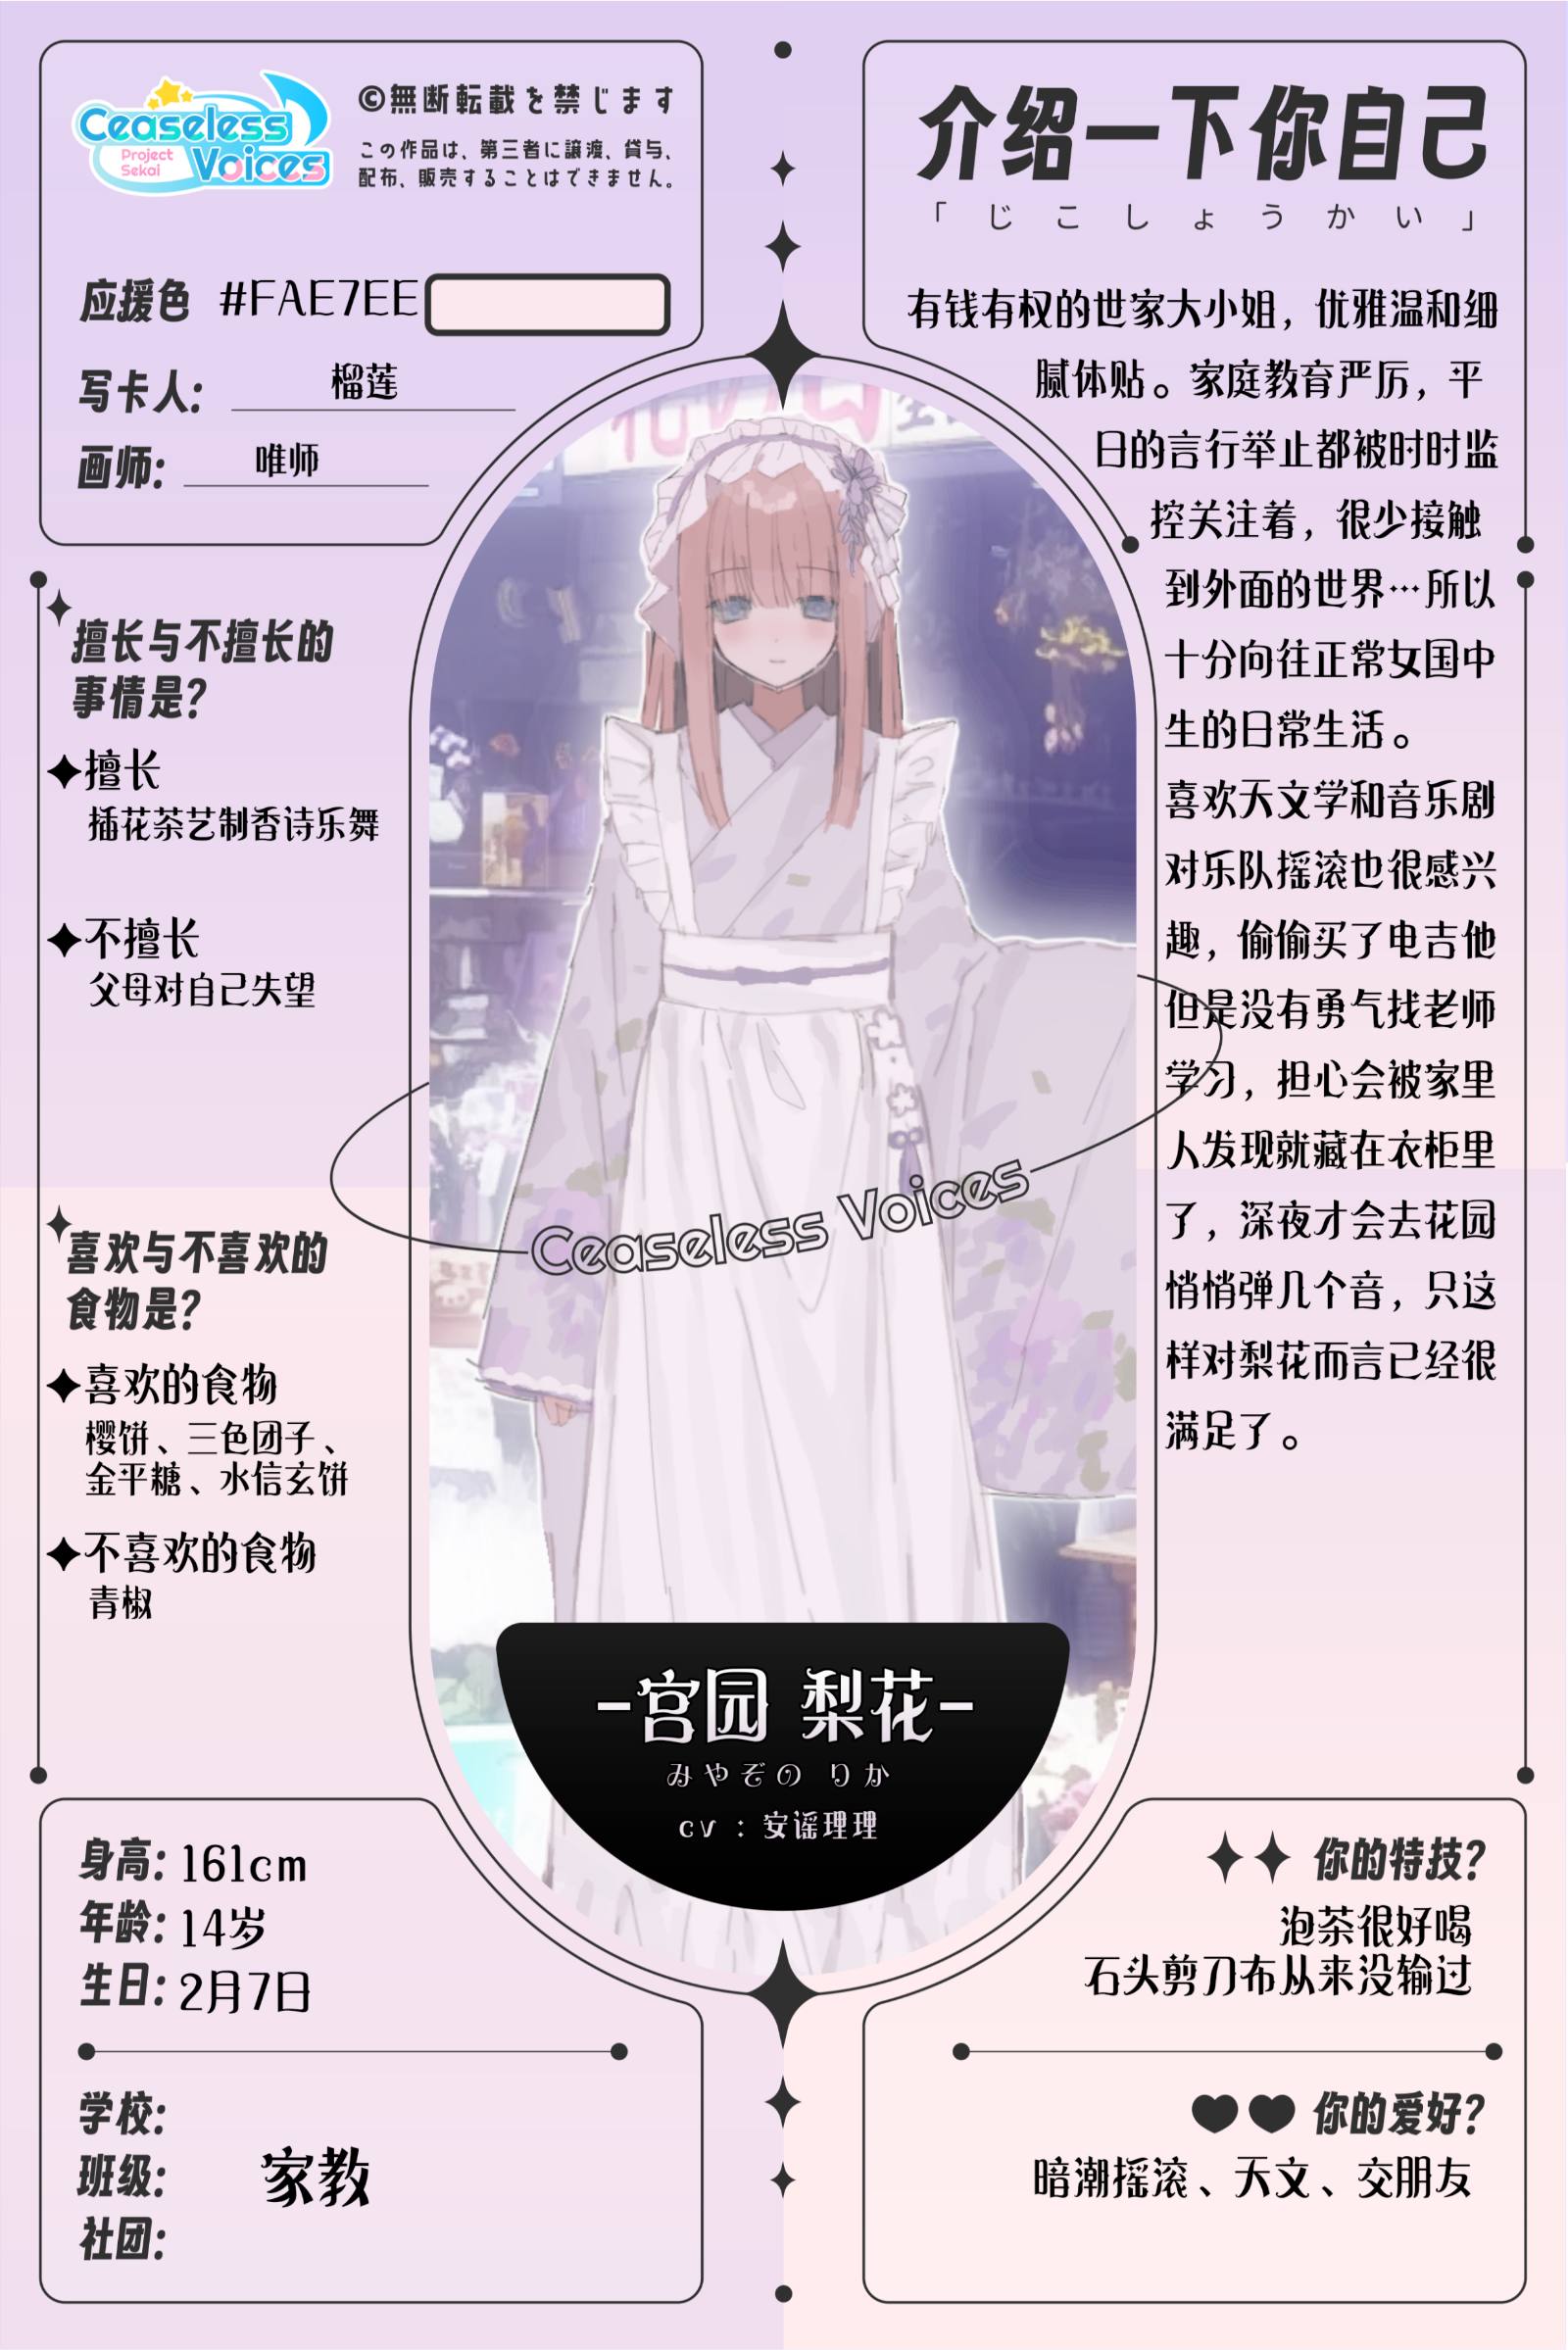 Ceaseless
Voices
Project
Sekai
©無断転載を禁じます
この作品は、第三者に譲渡、貸与、
配布、販売することはできません。
应援色 #FAE7EE
写卡人: 榴莲
画师: 唯师
介绍一下你自己
「じこしょうかい」
有钱有权的世家大小姐，优雅温和细
腻体贴。家庭教育严厉，平
日的言行举止都被时时监
控关注着，很少接触
到外面的世界…所以
十分向往正常女国中
生的日常生活。
喜欢天文学和音乐剧
对乐队摇滚也很感兴
趣，偷偷买了电吉他
但是没有勇气找老师
学习，担心会被家里
人发现就藏在衣柜里
了，深夜才会去花园
悄悄弹几个音，只这
样对梨花而言已经很
满足了。
擅长与不擅长的
事情是？
擅长
插花茶艺制香诗乐舞
不擅长
父母对自己失望
喜欢与不喜欢的
食物是？
喜欢的食物
樱饼、三色团子、
金平糖、水信玄饼
不喜欢的食物
青椒
Ceaseless Voices
-宫园 梨花-
みやぞの りか
cv：安谣理理
身高: 161cm
年龄: 14岁
生日: 2月7日
学校:
班级: 家教
社团:
你的特技？
泡茶很好喝
石头剪刀布从来没输过
你的爱好？
暗潮摇滚、天文、交朋友